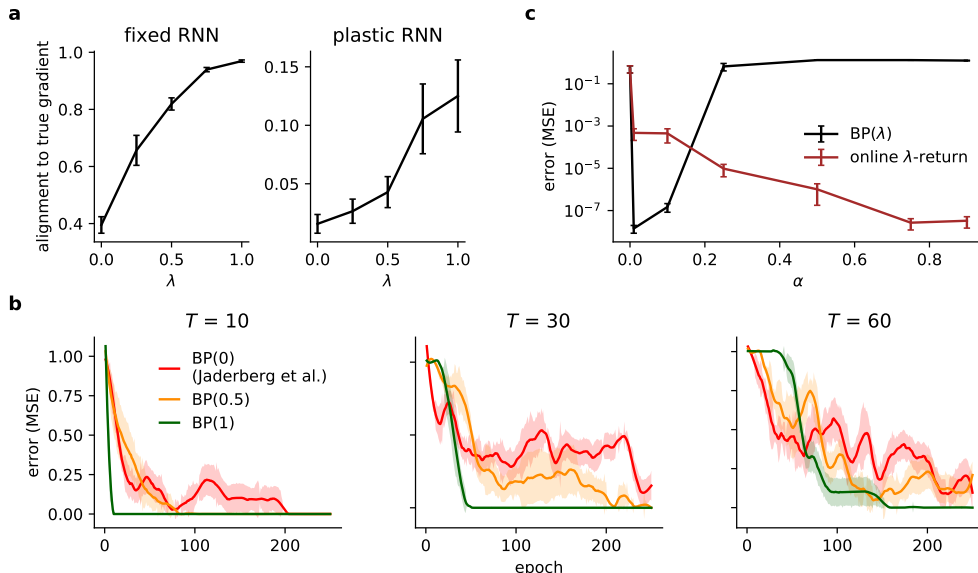 a
fixed RNN
plastic RNN
alignment to true gradient
1.0
0.8
0.6
0.4
0.0
0.5
1.0
λ
0.15
0.10
0.05
0.0
0.5
1.0
λ
c
error (MSE)
10⁻¹
10⁻³
10⁻⁵
10⁻⁷
BP(λ)
online λ-return
0.0
0.2
0.4
0.6
0.8
α
b
T = 10
error (MSE)
1.00
0.75
0.50
0.25
0.00
BP(0)
(Jaderberg et al.)
BP(0.5)
BP(1)
0
100
200
T = 30
0
100
200
epoch
T = 60
0
100
200